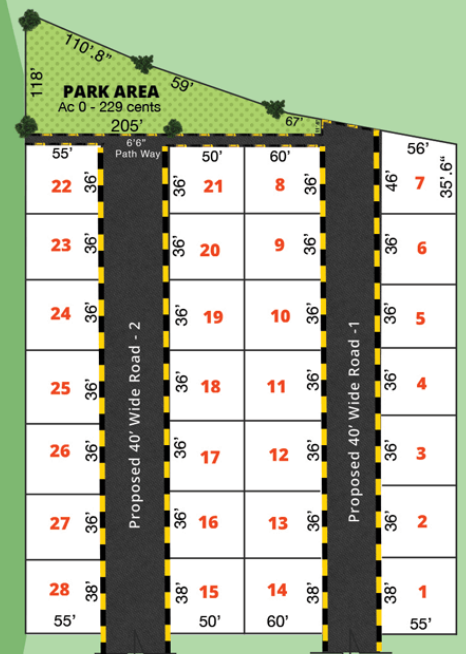 110'.8"
118'
59'
PARK AREA
Ac 0 - 229 cents
205'
67'
6'6"
Path Way
55'
50'
60'
56'
22 36' 36' 21 8 36' 46' 7 35'.6"
23 36' 36' 20 9 36' 36' 6
24 36' 36' 19 10 36' 36' 5
25 36' 36' 18 11 36' 36' 4
26 36' 36' 17 12 36' 36' 3
27 36' 36' 16 13 36' 36' 2
28 38' 38' 15 14 38' 38' 1
55'
50'
60'
55'
Proposed 40' Wide Road - 2
Proposed 40' Wide Road -1